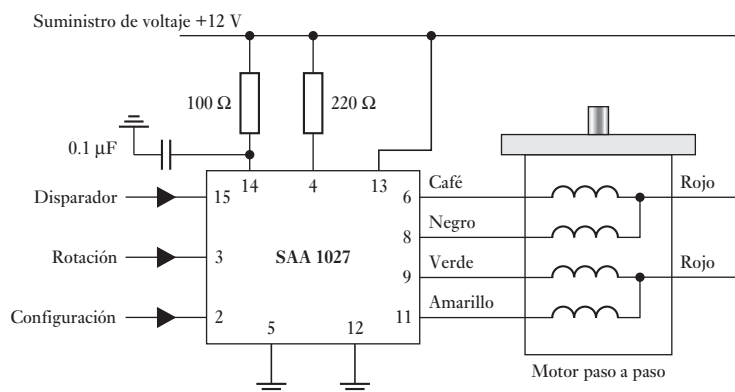 Suministro de voltaje +12 V
100 Ω
220 Ω
0.1 μF
14
4
13
Disparador
15
Rotación
3
Configuración
2
SAA 1027
5
12
6
Café
8
Negro
9
Verde
11
Amarillo
Rojo
Rojo
Motor paso a paso